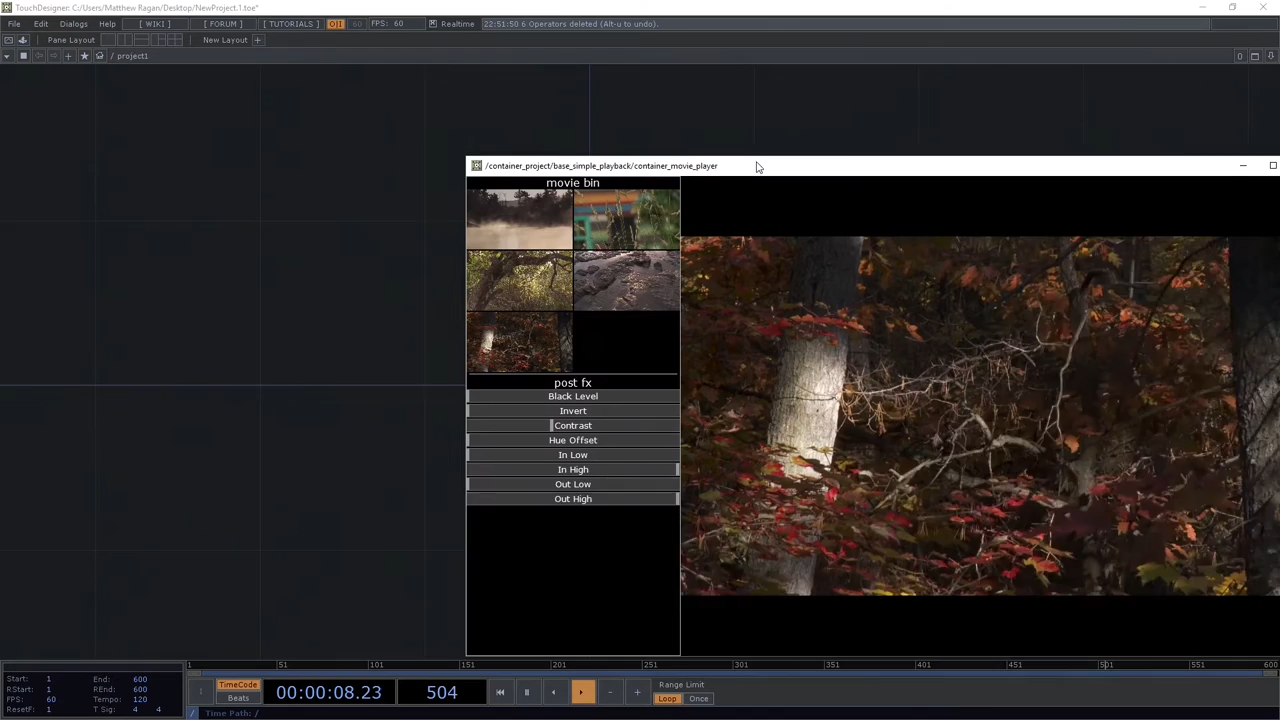 TouchDesigner: C:/Users/Matthew Ragan/Desktop/NewProject.1.toe*
File Edit Dialogs Help [ WIKI ] [ FORUM ] [ TUTORIALS ] O|I 60 FPS: 60 Realtime 22:51:50 6 Operators deleted (Alt-u to undo).
Pane Layout New Layout +
/ project1 0
/container_project/base_simple_playback/container_movie_player
movie bin
post fx
Black Level
Invert
Contrast
Hue Offset
In Low
In High
Out Low
Out High
1 51 101 151 201 251 301 351 401 451 501 551 600
Start: 1 End: 600
RStart: 1 REnd: 600
FPS: 60 Tempo: 120
ResetF: 1 T Sig: 4 4
TimeCode
Beats
00:00:08.23 504
Range Limit
Loop Once
/ Time Path: /